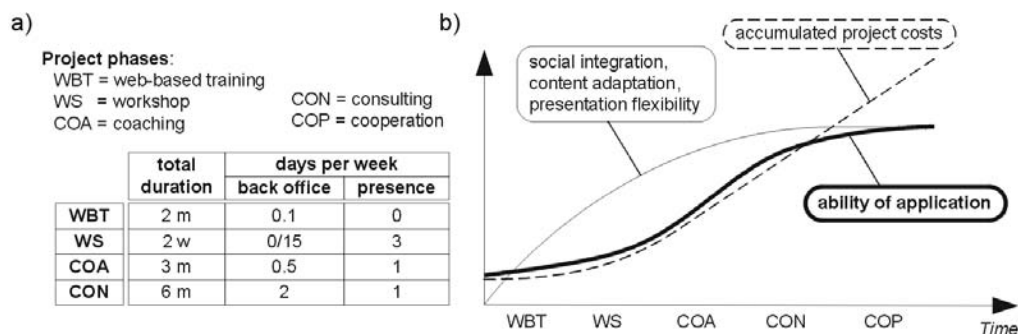 a)
Project phases:
WBT = web-based training
WS = workshop
COA = coaching
CON = consulting
COP = cooperation
total duration
days per week
back office
presence
WBT 2 m 0.1 0
WS 2 w 0/15 3
COA 3 m 0.5 1
CON 6 m 2 1
b)
accumulated project costs
social integration,
content adaptation,
presentation flexibility
ability of application
WBT WS COA CON COP
Time